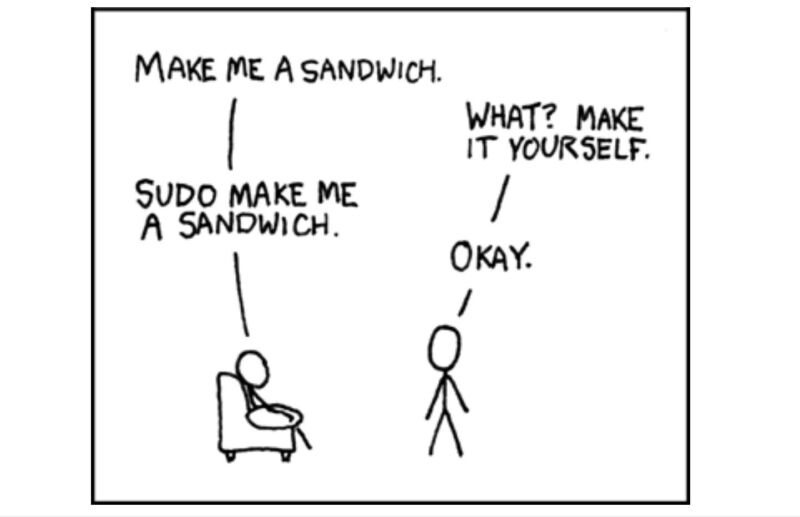 MAKE ME A SANDWICH.
WHAT? MAKE
IT YOURSELF.
SUDO MAKE ME
A SANDWICH.
OKAY.